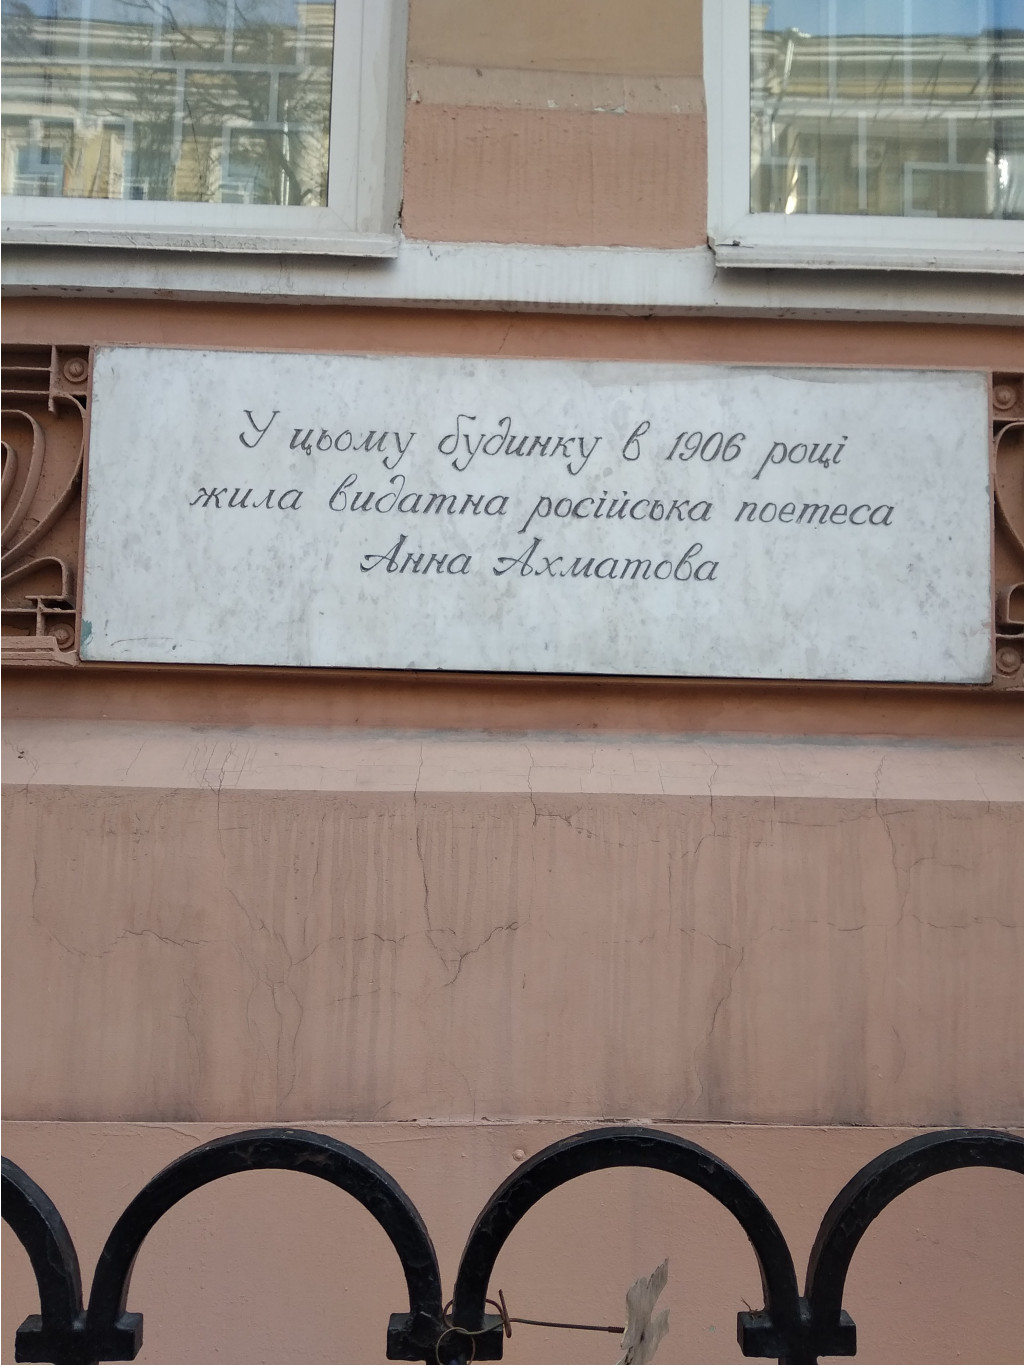 У цьому будинку в 1906 році
жила видатна російська поетеса
Анна Ахматова